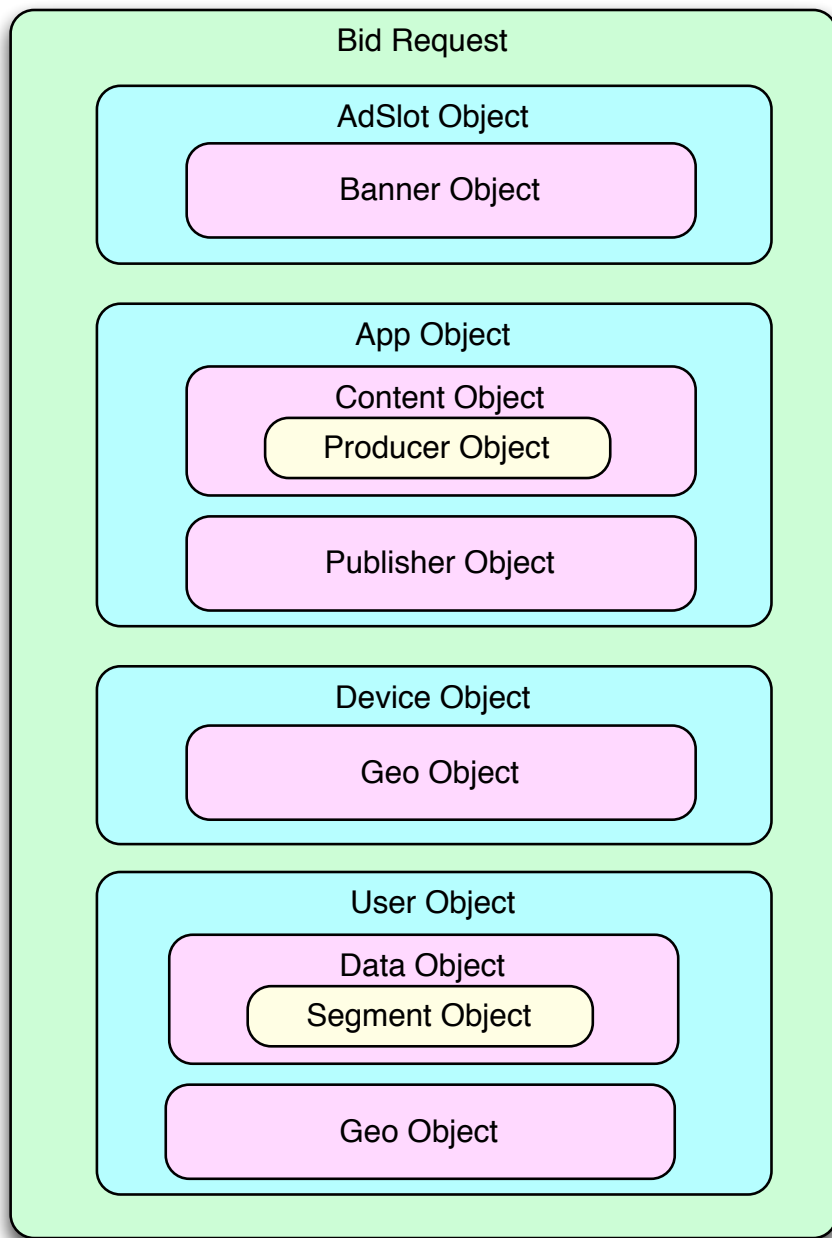 Bid Request
AdSlot Object
Banner Object
App Object
Content Object
Producer Object
Publisher Object
Device Object
Geo Object
User Object
Data Object
Segment Object
Geo Object